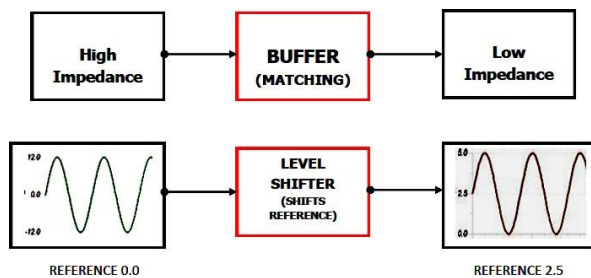 High
Impedance
BUFFER
(MATCHING)
Low
Impedance
12.0
0.0
-12.0
LEVEL
SHIFTER
(SHIFTS
REFERENCE)
5.0
2.5
0.0
REFERENCE 0.0
REFERENCE 2.5